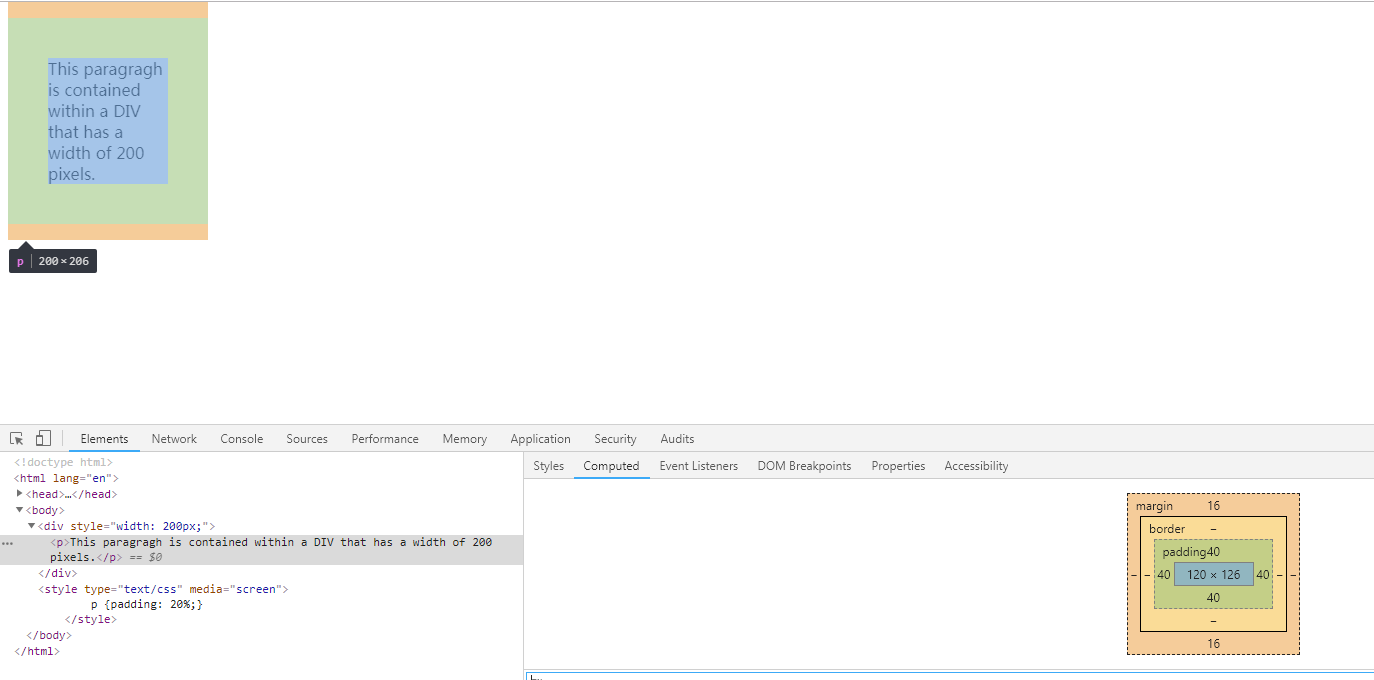 This paragragh
is contained
within a DIV
that has a
width of 200
pixels.
p 200 × 206
Elements Network Console Sources Performance Memory Application Security Audits
<!doctype html>
<html lang="en">
<head>…</head>
<body>
<div style="width: 200px;">
<p>This paragragh is contained within a DIV that has a width of 200
pixels.</p> == $0
</div>
<style type="text/css" media="screen">
p {padding: 20%;}
</style>
</body>
</html>
Styles Computed Event Listeners DOM Breakpoints Properties Accessibility
margin 16
border –
padding40
– – 40 120 × 126 40 – –
40
–
16